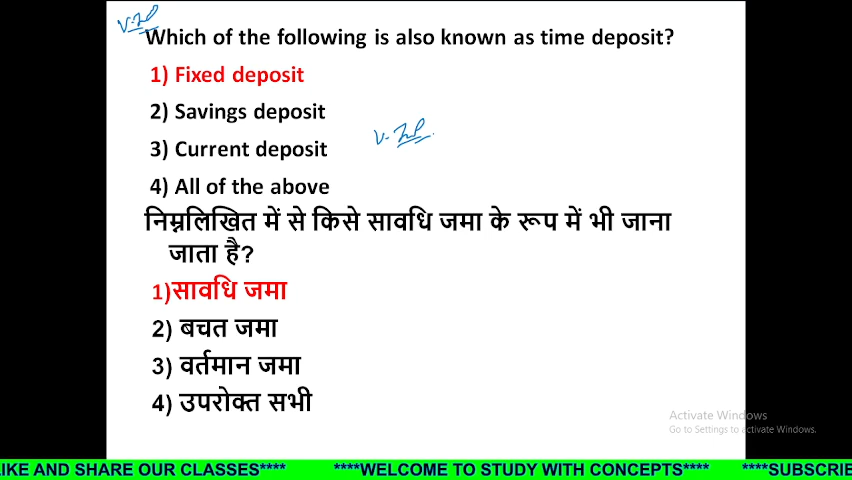 V. Imp
Which of the following is also known as time deposit?
1) Fixed deposit
2) Savings deposit
V. Imp
3) Current deposit
4) All of the above
निम्नलिखित में से किसे सावधि जमा के रूप में भी जाना
जाता है?
1)सावधि जमा
2) बचत जमा
3) वर्तमान जमा
4) उपरोक्त सभी
Activate Windows
Go to Settings to activate Windows.
IKE AND SHARE OUR CLASSES**** ****WELCOME TO STUDY WITH CONCEPTS**** ****SUBSCRI